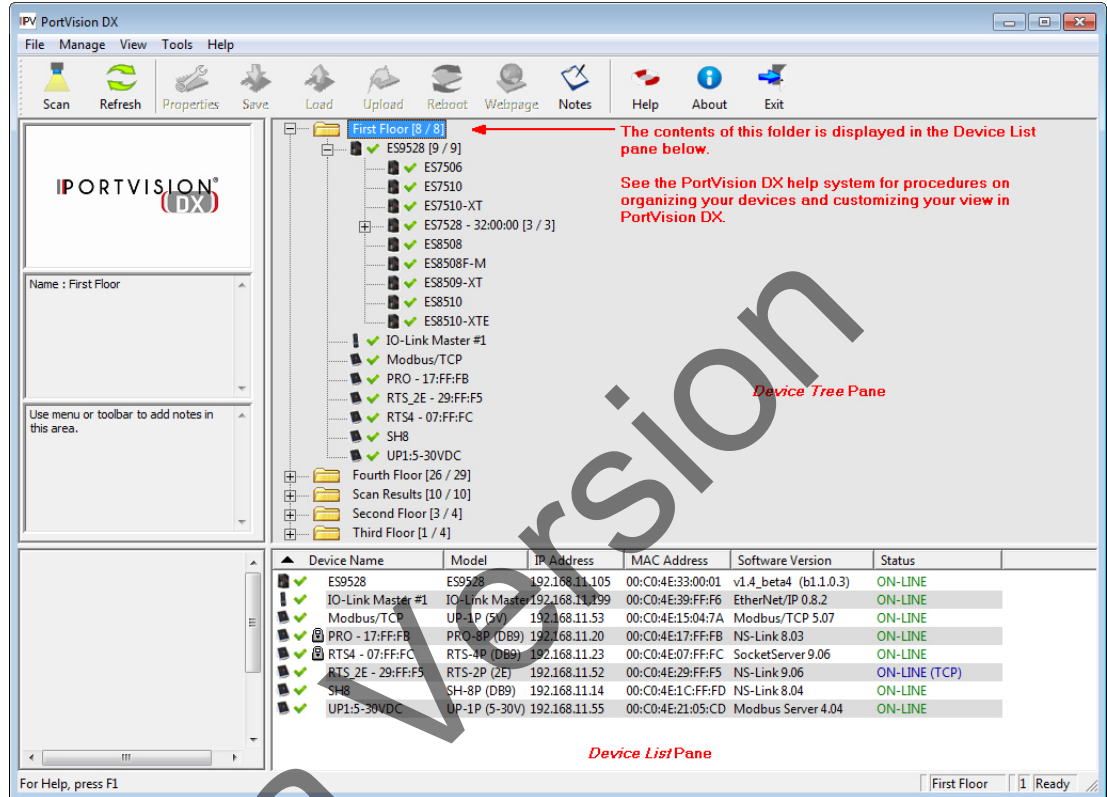 IPV PortVision DX
File Manage View Tools Help
Scan Refresh Properties Save Load Upload Reboot Webpage Notes Help About Exit
IPORTVISION®
(DX)
Name : First Floor
Use menu or toolbar to add notes in
this area.
First Floor [8 / 8]
ES9528 [9 / 9]
ES7506
ES7510
ES7510-XT
ES7528 - 32:00:00 [3 / 3]
ES8508
ES8508F-M
ES8509-XT
ES8510
ES8510-XTE
IO-Link Master #1
Modbus/TCP
PRO - 17:FF:FB
RTS_2E - 29:FF:F5
RTS4 - 07:FF:FC
SH8
UP1:5-30VDC
Fourth Floor [26 / 29]
Scan Results [10 / 10]
Second Floor [3 / 4]
Third Floor [1 / 4]
The contents of this folder is displayed in the Device List
pane below.
See the PortVision DX help system for procedures on
organizing your devices and customizing your view in
PortVision DX.
Device Tree Pane
Device Name Model IP Address MAC Address Software Version Status
ES9528 ES9528 192.168.11.105 00:C0:4E:33:00:01 v1.4_beta4 (b1.1.0.3) ON-LINE
IO-Link Master #1 IO-Link Maste 192.168.11.199 00:C0:4E:39:FF:F6 EtherNet/IP 0.8.2 ON-LINE
Modbus/TCP UP-1P (5V) 192.168.11.53 00:C0:4E:15:04:7A Modbus/TCP 5.07 ON-LINE
PRO - 17:FF:FB PRO-8P (DB9) 192.168.11.20 00:C0:4E:17:FF:FB NS-Link 8.03 ON-LINE
RTS4 - 07:FF:FC RTS-4P (DB9) 192.168.11.23 00:C0:4E:07:FF:FC SocketServer 9.06 ON-LINE
RTS_2E - 29:FF:F5 RTS-2P (2E) 192.168.11.52 00:C0:4E:29:FF:F5 NS-Link 9.06 ON-LINE (TCP)
SH8 SH-8P (DB9) 192.168.11.14 00:C0:4E:1C:FF:FD NS-Link 8.04 ON-LINE
UP1:5-30VDC UP-1P (5-30V) 192.168.11.55 00:C0:4E:21:05:CD Modbus Server 4.04 ON-LINE
Device List Pane
For Help, press F1 First Floor 1 Ready
Version